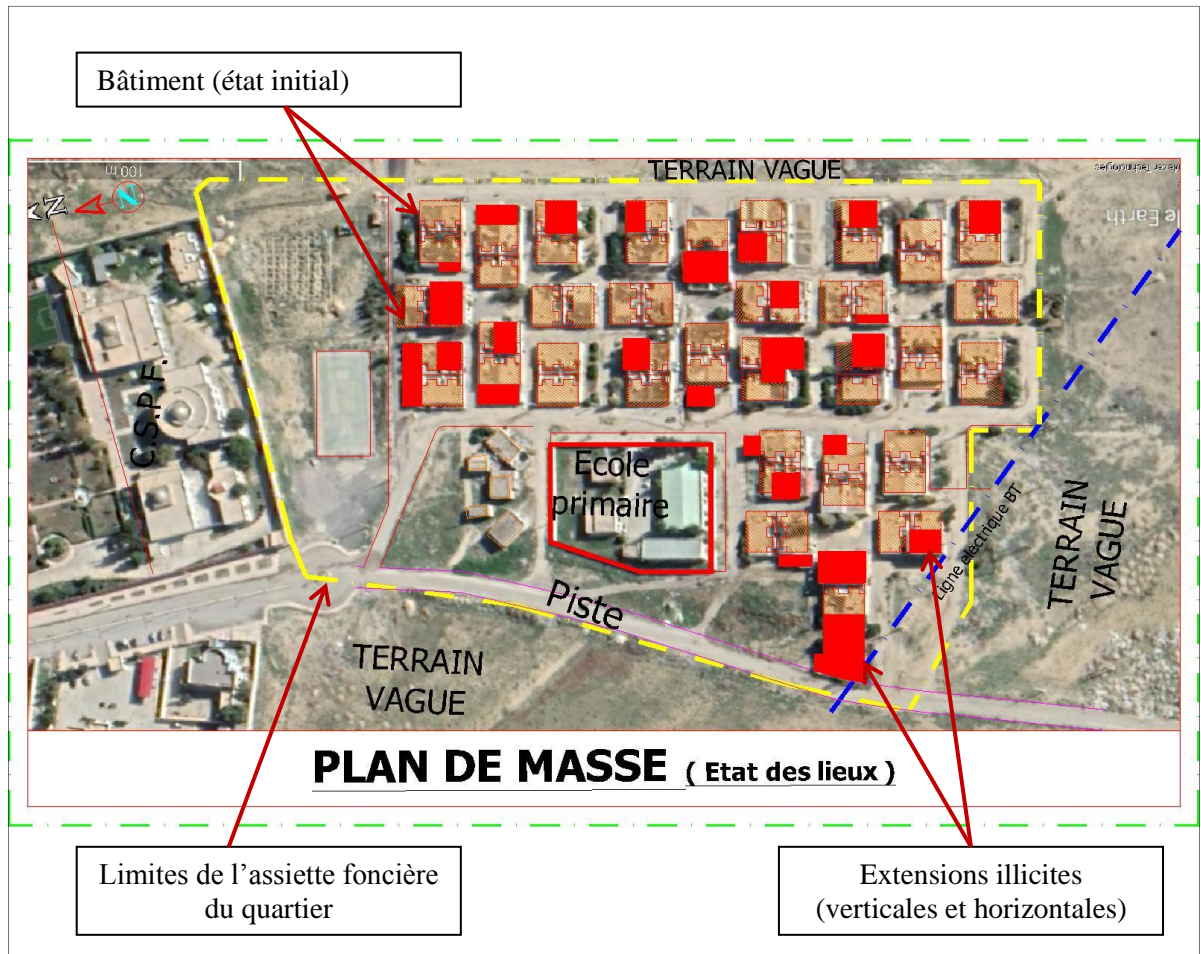 Bâtiment (état initial)
TERRAIN VAGUE
100 m
N
N
C.S.P.F.
Ecole
primaire
Ligne alectrique BT
TERRAIN
VAGUE
Piste
TERRAIN
VAGUE
PLAN DE MASSE ( Etat des lieux )
Limites de l’assiette foncière
du quartier
Extensions illicites
(verticales et horizontales)